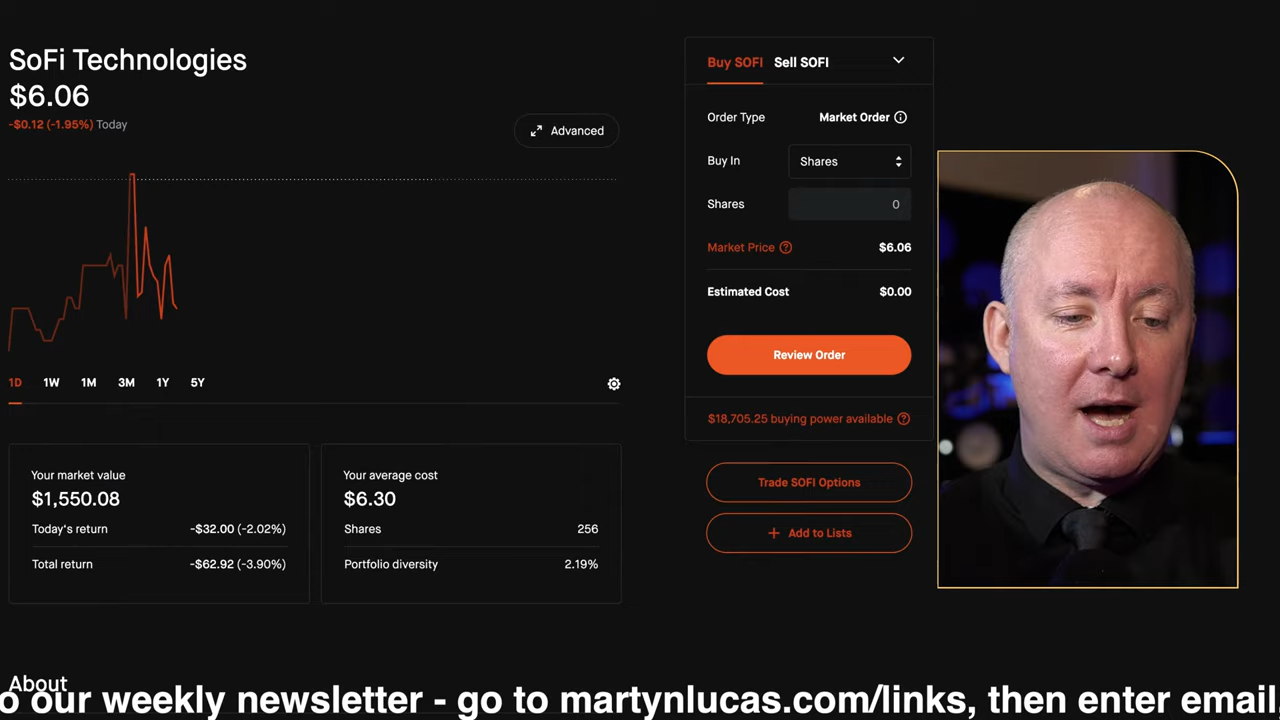 SoFi Technologies
$6.06
-$0.12 (-1.95%) Today
Advanced
1D 1W 1M 3M 1Y 5Y
Your market value
$1,550.08
Today's return -$32.00 (-2.02%)
Total return -$62.92 (-3.90%)
Your average cost
$6.30
Shares 256
Portfolio diversity 2.19%
Buy SOFI Sell SOFI
Order Type Market Order
Buy In Shares
Shares 0
Market Price $6.06
Estimated Cost $0.00
Review Order
$18,705.25 buying power available
Trade SOFI Options
+ Add to Lists
About
o our weekly newsletter - go to martynlucas.com/links, then enter email.